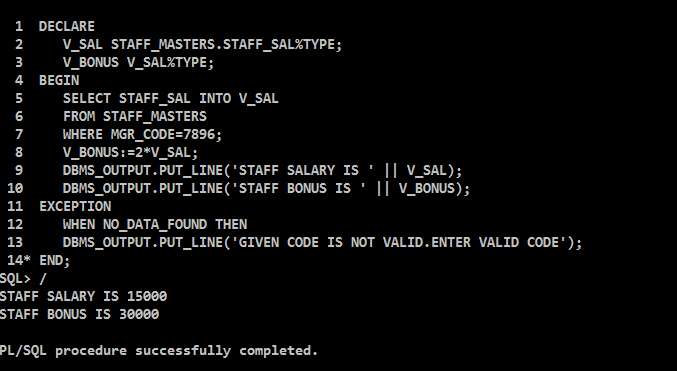 1 DECLARE
2 V_SAL STAFF_MASTERS.STAFF_SAL%TYPE;
3 V_BONUS V_SAL%TYPE;
4 BEGIN
5 SELECT STAFF_SAL INTO V_SAL
6 FROM STAFF_MASTERS
7 WHERE MGR_CODE=7896;
8 V_BONUS:=2*V_SAL;
9 DBMS_OUTPUT.PUT_LINE('STAFF SALARY IS ' || V_SAL);
10 DBMS_OUTPUT.PUT_LINE('STAFF BONUS IS ' || V_BONUS);
11 EXCEPTION
12 WHEN NO_DATA_FOUND THEN
13 DBMS_OUTPUT.PUT_LINE('GIVEN CODE IS NOT VALID.ENTER VALID CODE');
14* END;
SQL> /
STAFF SALARY IS 15000
STAFF BONUS IS 30000
PL/SQL procedure successfully completed.